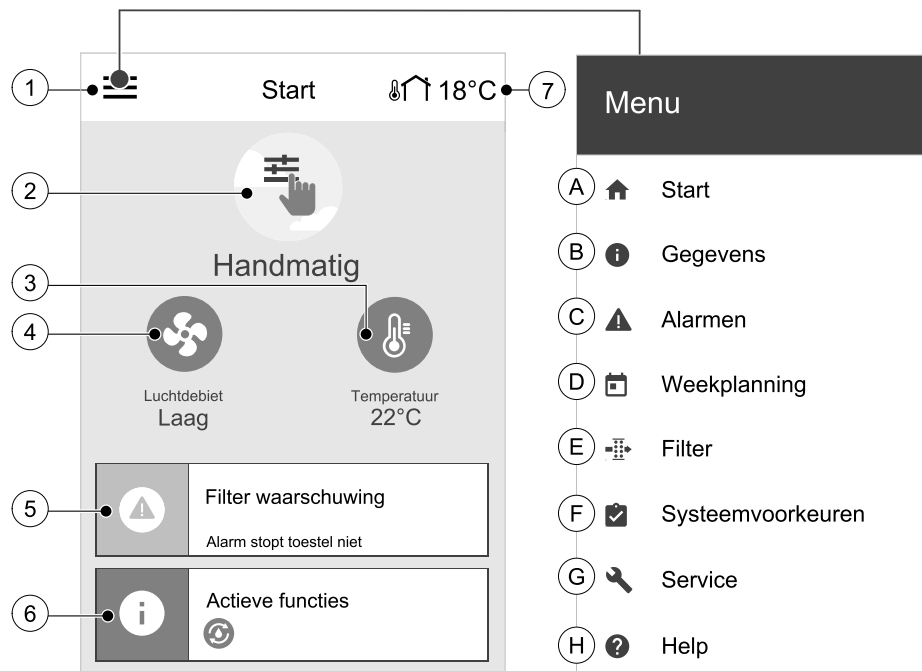 1
Start
18°C
7
Menu
2
Handmatig
3
4
Luchtdebiet
Laag
Temperatuur
22°C
5
Filter waarschuwing
Alarm stopt toestel niet
6
Actieve functies
A Start
B Gegevens
C Alarmen
D Weekplanning
E Filter
F Systeemvoorkeuren
G Service
H Help